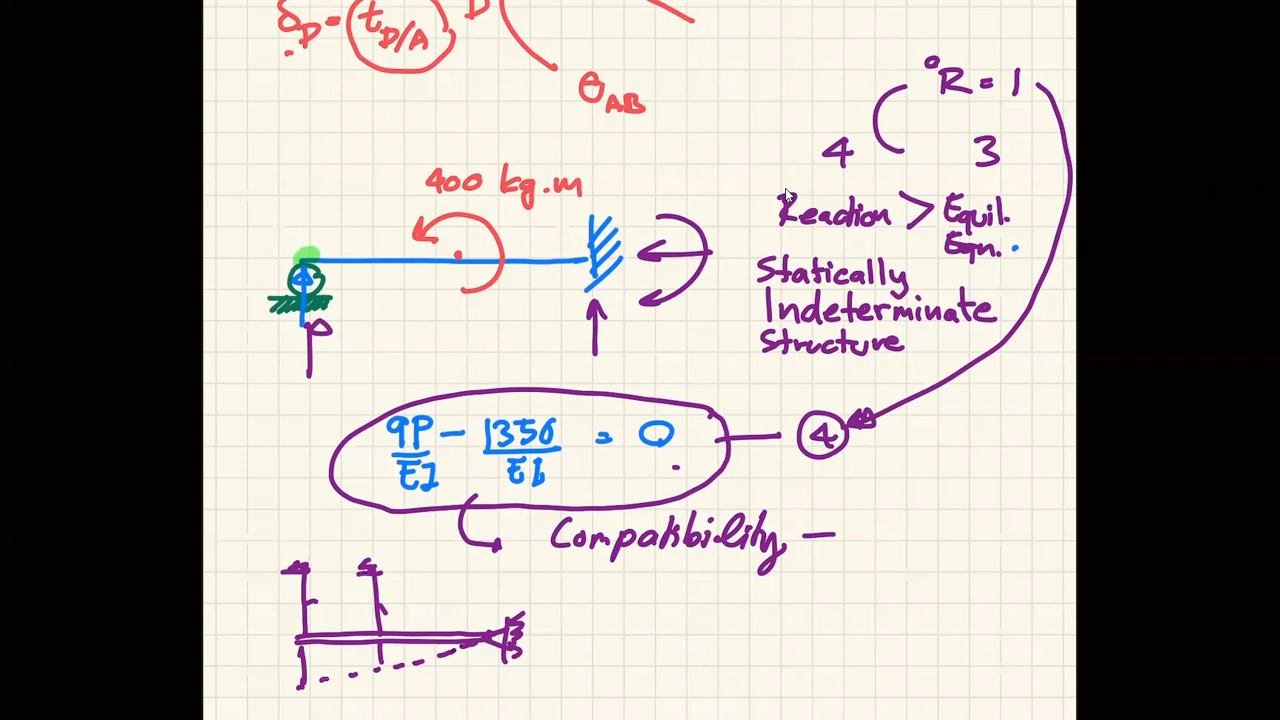 δD = tD/A
θAB
°R = 1
4 3
400 kg.m
Reaction > Equil.
Eqn.
Statically
Indeterminate
Structure
P
9P/EI - 1350/EI = 0
4
Compatibility